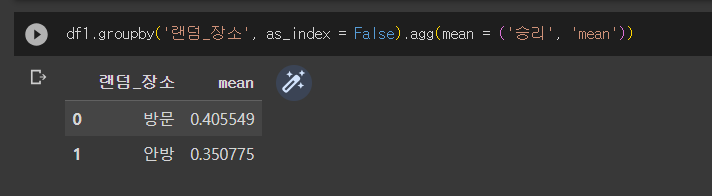 df1.groupby('랜덤_장소', as_index = False).agg(mean = ('승리', 'mean'))
랜덤_장소 mean
0 방문 0.405549
1 안방 0.350775